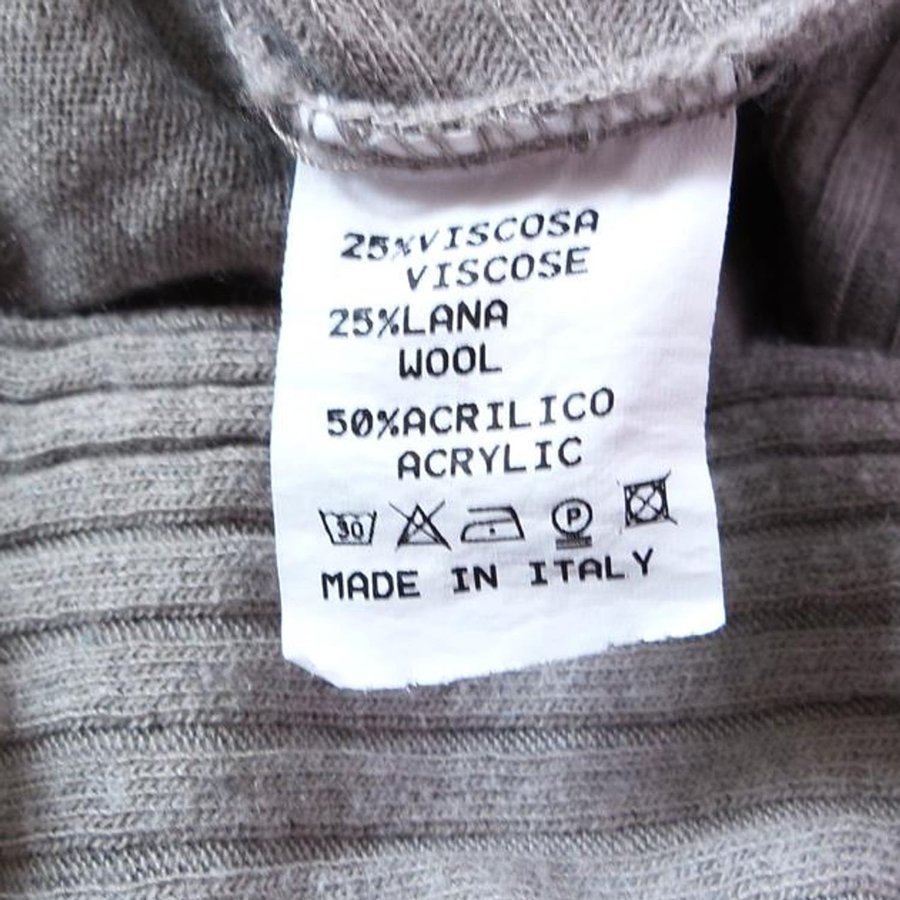 25%VISCOSA
VISCOSE
25%LANA
WOOL
50%ACRILICO
ACRYLIC
30 P
MADE IN ITALY